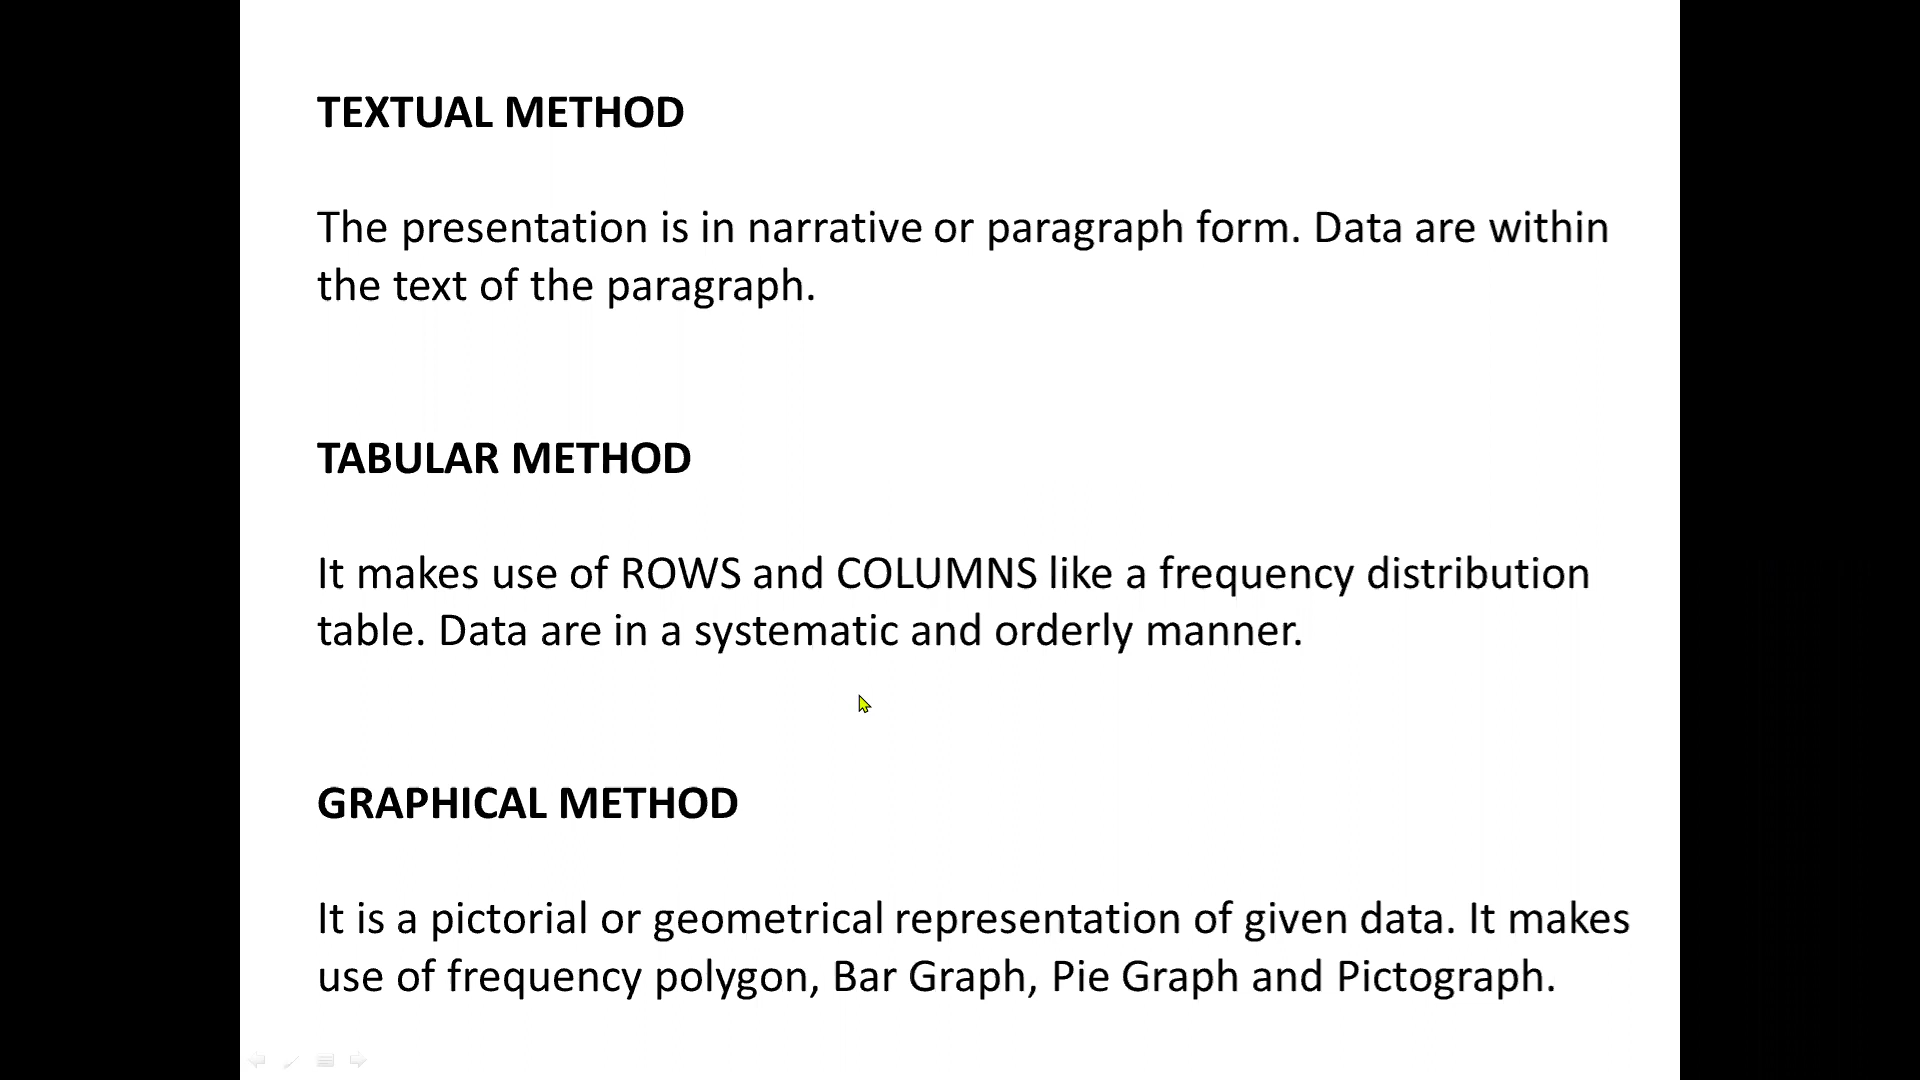 TEXTUAL METHOD
The presentation is in narrative or paragraph form. Data are within
the text of the paragraph.
TABULAR METHOD
It makes use of ROWS and COLUMNS like a frequency distribution
table. Data are in a systematic and orderly manner.
GRAPHICAL METHOD
It is a pictorial or geometrical representation of given data. It makes
use of frequency polygon, Bar Graph, Pie Graph and Pictograph.